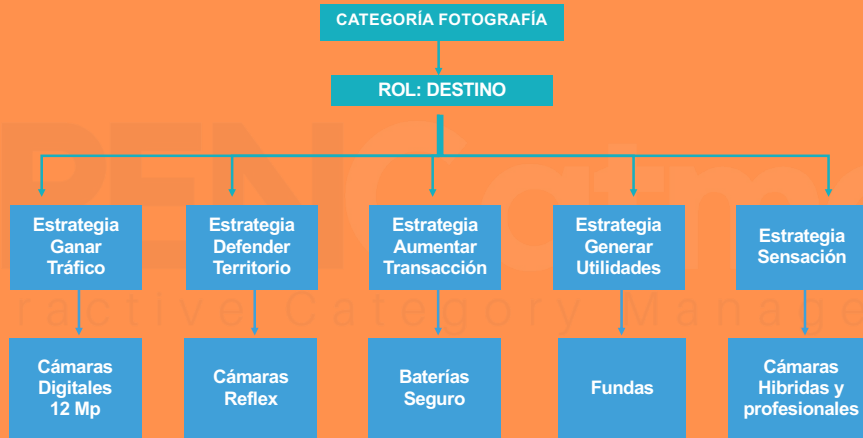 CATEGORÍA FOTOGRAFÍA
ROL: DESTINO
Estrategia
Ganar
Tráfico
Estrategia
Defender
Territorio
Estrategia
Aumentar
Transacción
Estrategia
Generar
Utilidades
Estrategia
Sensación
Cámaras
Digitales
12 Mp
Cámaras
Reflex
Baterías
Seguro
Fundas
Cámaras
Hibridas y
profesionales